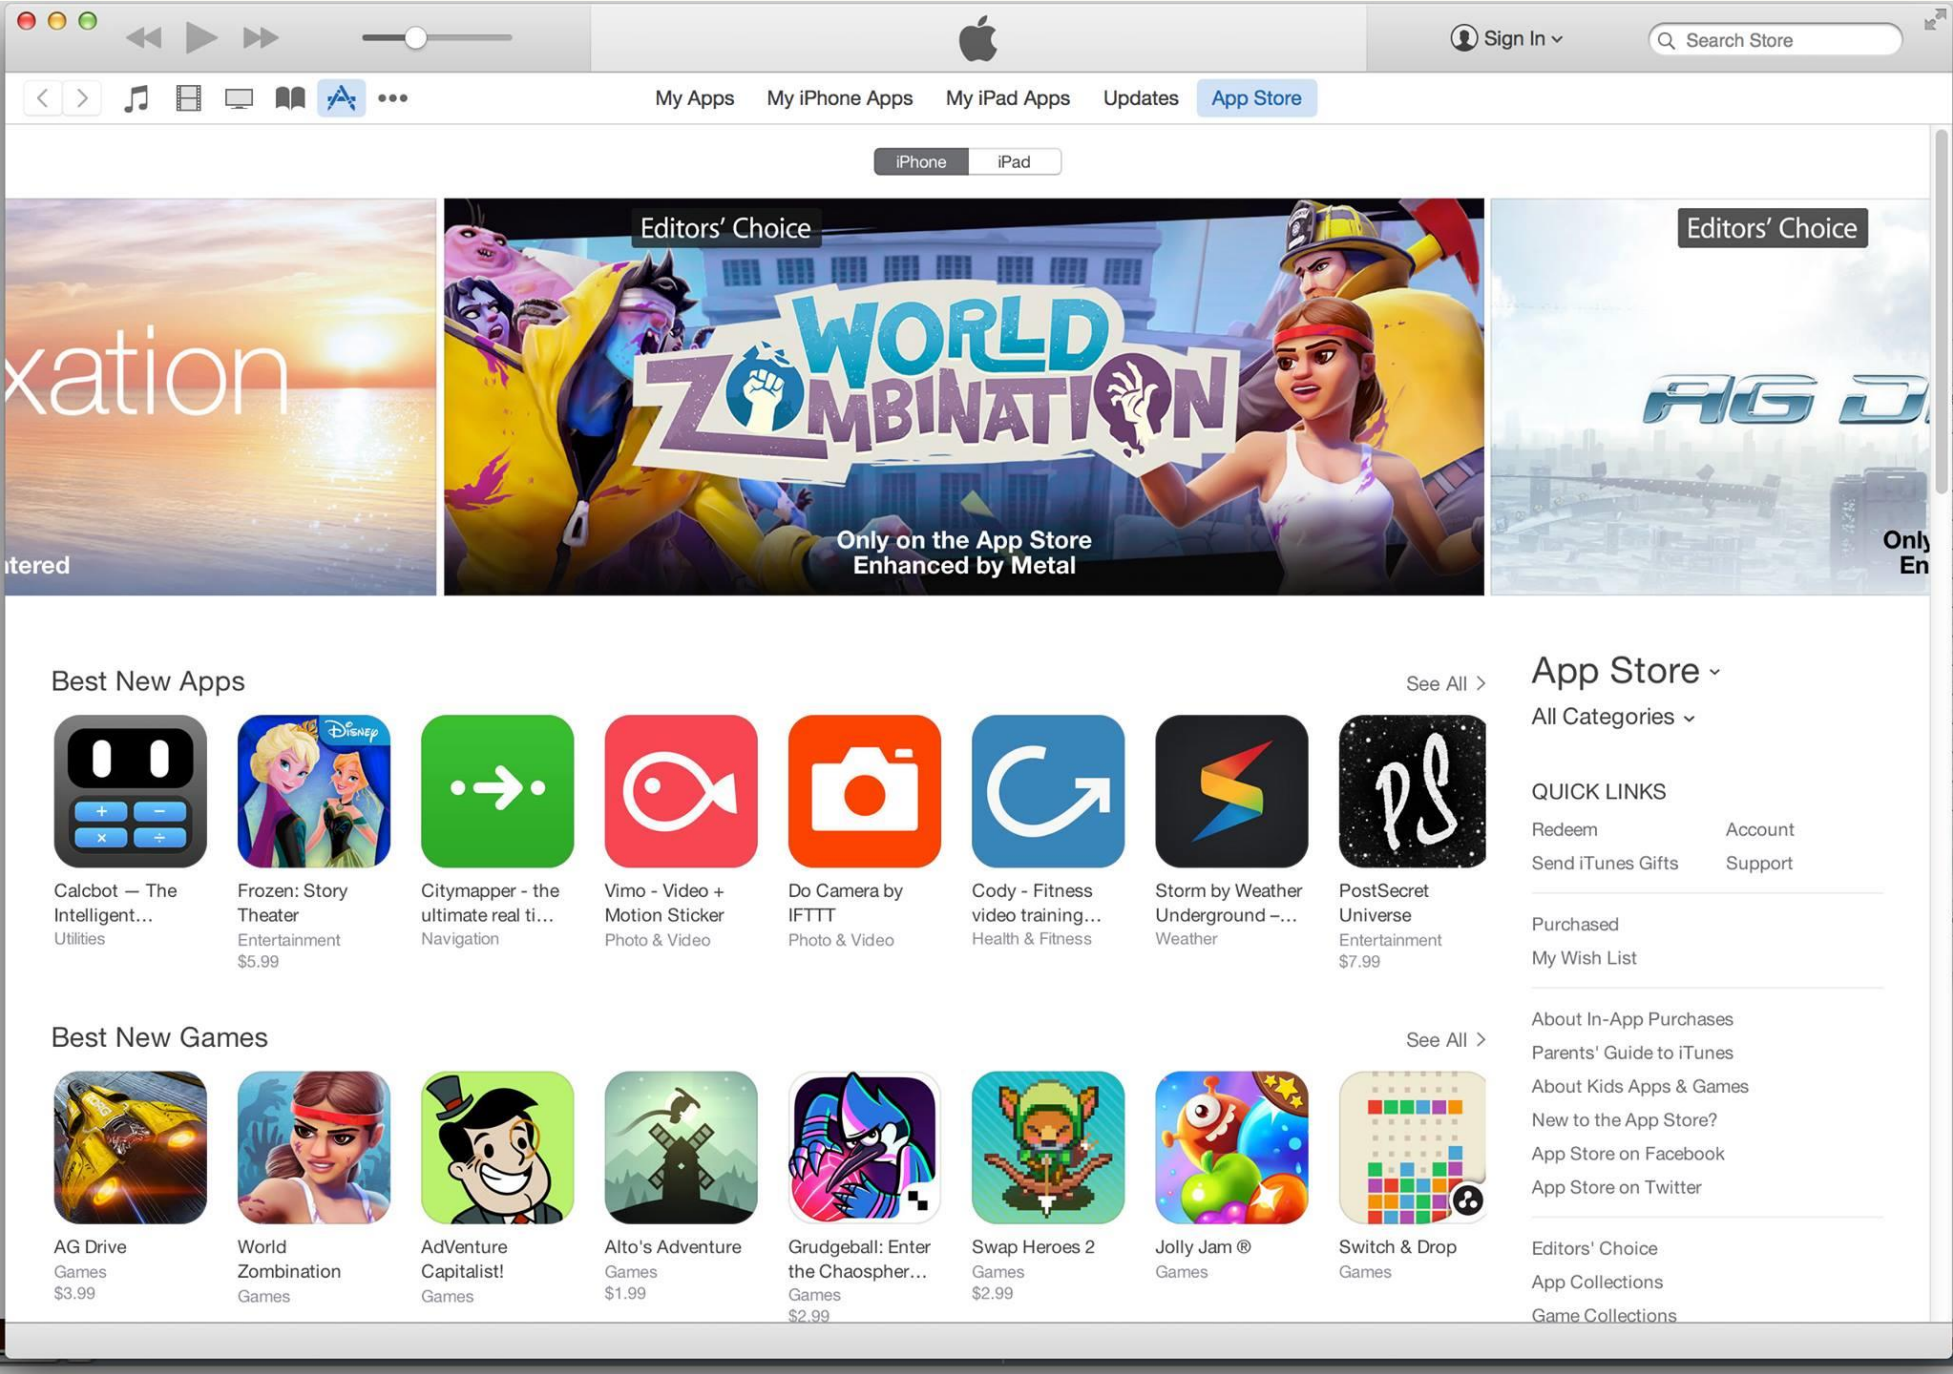 Sign In
Search Store
My Apps
My iPhone Apps
My iPad Apps
Updates
App Store
iPhone
iPad
xation
ntered
Editors’ Choice
WORLD
ZOMBINATION
Only on the App Store
Enhanced by Metal
Editors’ Choice
AG D
Only
En
Best New Apps
See All
Disney
PS
Calcbot — The
Intelligent...
Utilities
Frozen: Story
Theater
Entertainment
$5.99
Citymapper - the
ultimate real ti...
Navigation
Vimo - Video +
Motion Sticker
Photo & Video
Do Camera by
IFTTT
Photo & Video
Cody - Fitness
video training...
Health & Fitness
Storm by Weather
Underground –...
Weather
PostSecret
Universe
Entertainment
$7.99
Best New Games
See All
AG Drive
Games
$3.99
World
Zombination
Games
AdVenture
Capitalist!
Games
Alto's Adventure
Games
$1.99
Grudgeball: Enter
the Chaospher...
Games
$2.99
Swap Heroes 2
Games
$2.99
Jolly Jam ®
Games
Switch & Drop
Games
App Store
All Categories
QUICK LINKS
Redeem
Account
Send iTunes Gifts
Support
Purchased
My Wish List
About In-App Purchases
Parents' Guide to iTunes
About Kids Apps & Games
New to the App Store?
App Store on Facebook
App Store on Twitter
Editors' Choice
App Collections
Game Collections